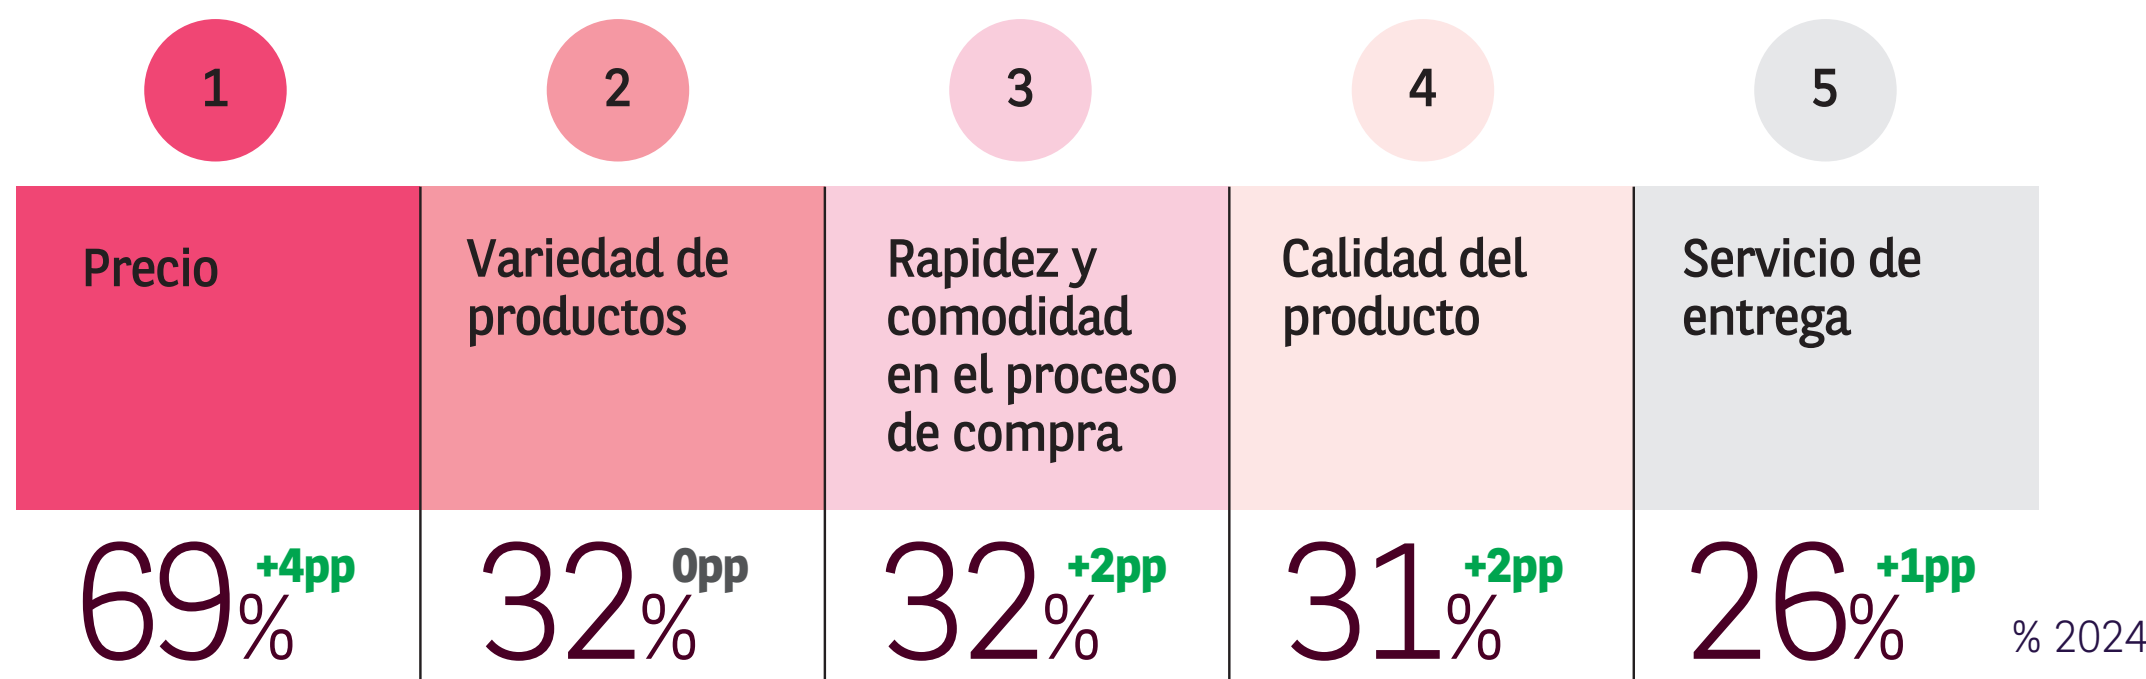 1
2
3
4
5
Precio
Variedad de
productos
Rapidez y
comodidad
en el proceso
de compra
Calidad del
producto
Servicio de
entrega
69% +4pp
32% 0pp
32% +2pp
31% +2pp
26% +1pp
% 2024